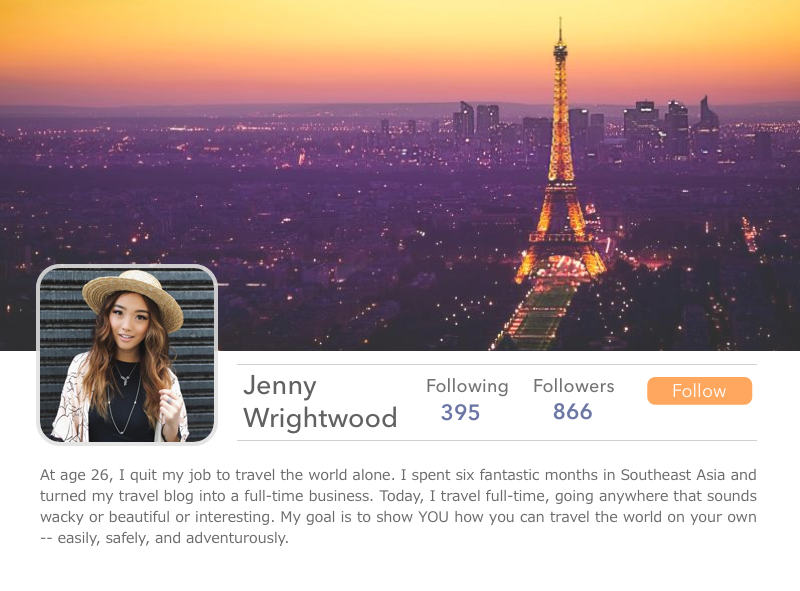 Jenny
Wrightwood
Following
395
Followers
866
Follow
At age 26, I quit my job to travel the world alone. I spent six fantastic months in Southeast Asia and
turned my travel blog into a full-time business. Today, I travel full-time, going anywhere that sounds
wacky or beautiful or interesting. My goal is to show YOU how you can travel the world on your own
-- easily, safely, and adventurously.